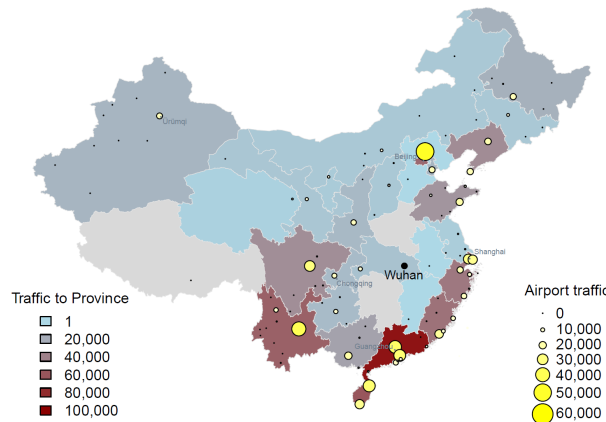 Ürümqi
Beijing
Shanghai
Wuhan
Chongqing
Guangzhou
Traffic to Province
1
20,000
40,000
60,000
80,000
100,000
Airport traffic
0
10,000
20,000
30,000
40,000
50,000
60,000